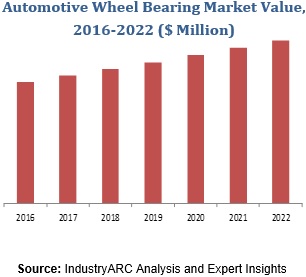 Automotive Wheel Bearing Market Value,
2016-2022 ($ Million)
2016 2017 2018 2019 2020 2021 2022
Source: IndustryARC Analysis and Expert Insights